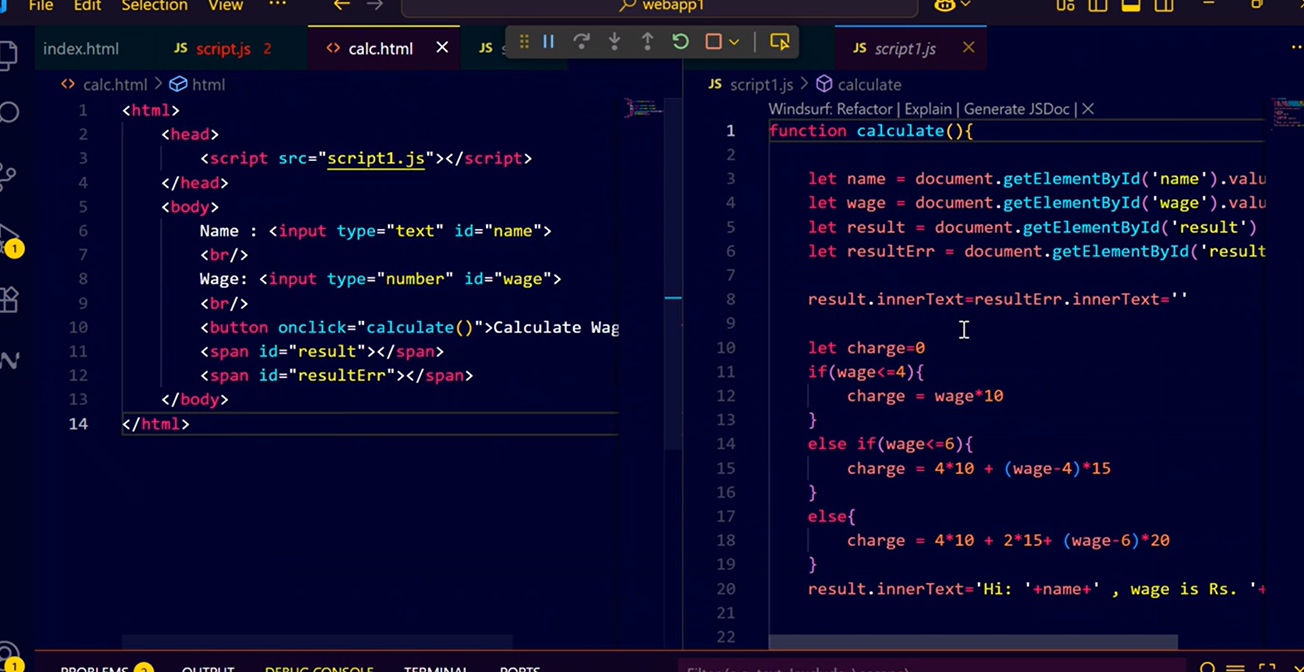 File Edit Selection View ... webapp1
index.html JS script.js 2 <> calc.html × JS JS script1.js ×
<> calc.html > html
JS script1.js > calculate
1 <html>
2 <head>
3 <script src="script1.js"></script>
4 </head>
5 <body>
6 Name : <input type="text" id="name">
7 <br/>
8 Wage: <input type="number" id="wage">
9 <br/>
10 <button onclick="calculate()">Calculate Wag
11 <span id="result"></span>
12 <span id="resultErr"></span>
13 </body>
14 </html>
Windsurf: Refactor | Explain | Generate JSDoc | ×
1 function calculate(){
2
3 let name = document.getElementById('name').valu
4 let wage = document.getElementById('wage').valu
5 let result = document.getElementById('result')
6 let resultErr = document.getElementById('result
7
8 result.innerText=resultErr.innerText=''
9
10 let charge=0
11 if(wage<=4){
12 charge = wage*10
13 }
14 else if(wage<=6){
15 charge = 4*10 + (wage-4)*15
16 }
17 else{
18 charge = 4*10 + 2*15+ (wage-6)*20
19 }
20 result.innerText='Hi: '+name+' , wage is Rs. '+
21
22
1
1
PROBLEMS 2 OUTPUT DEBUG CONSOLE TERMINAL PORTS